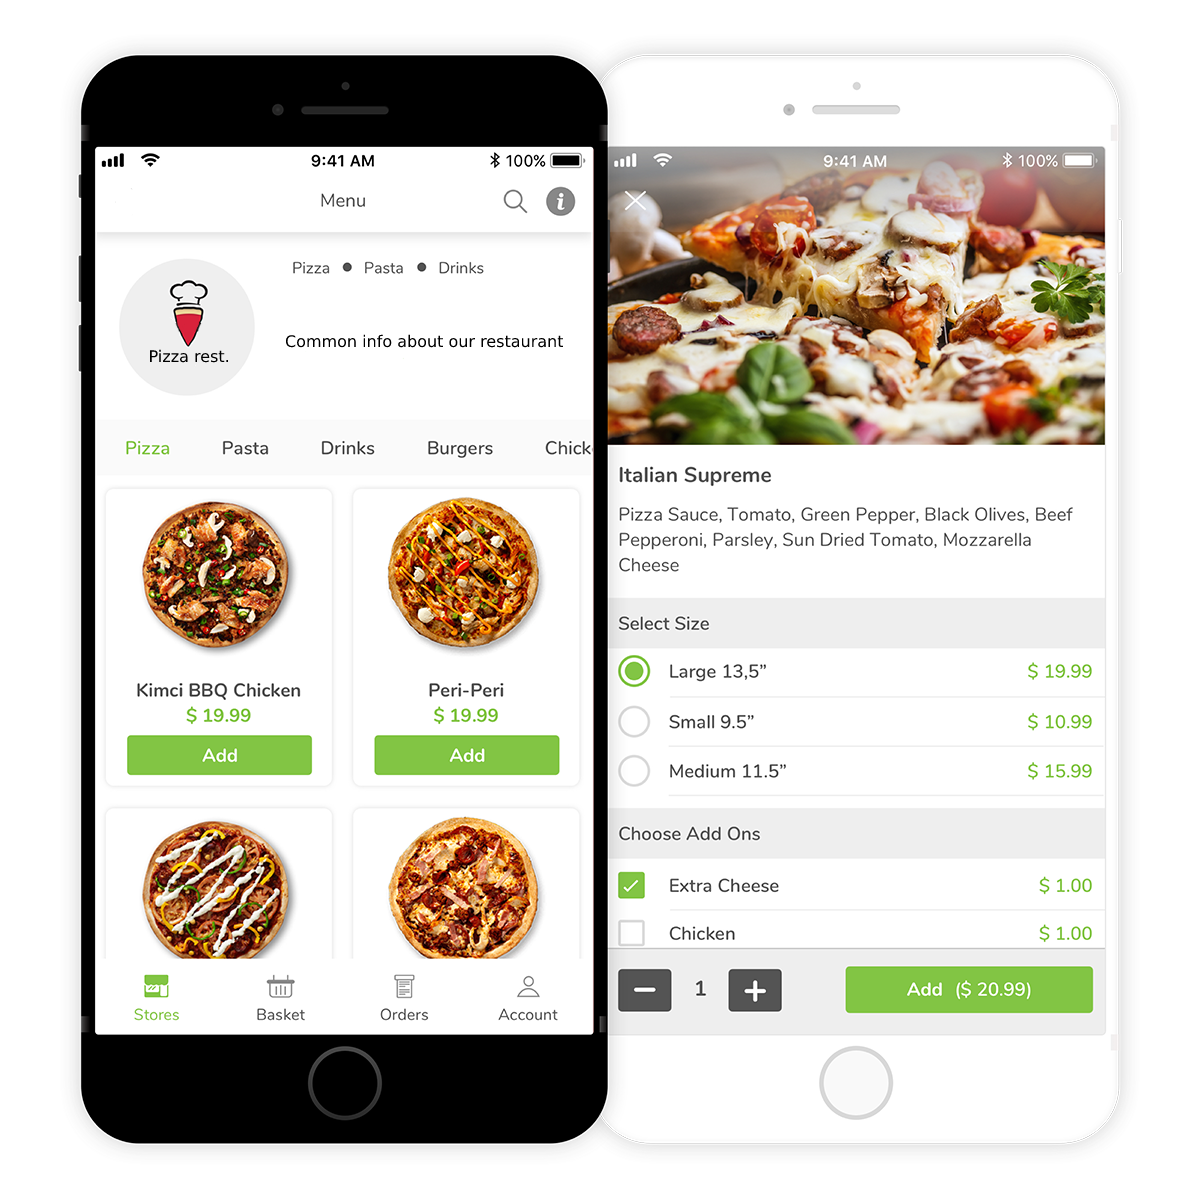 9:41 AM
100%
Menu
Pizza ● Pasta ● Drinks
Common info about our restaurant
Pizza rest.
Pizza Pasta Drinks Burgers Chick
Kimci BBQ Chicken
$ 19.99
Add
Peri-Peri
$ 19.99
Add
Stores Basket Orders Account
9:41 AM
100%
Italian Supreme
Pizza Sauce, Tomato, Green Pepper, Black Olives, Beef
Pepperoni, Parsley, Sun Dried Tomato, Mozzarella
Cheese
Select Size
Large 13,5” $ 19.99
Small 9.5” $ 10.99
Medium 11.5” $ 15.99
Choose Add Ons
Extra Cheese $ 1.00
Chicken $ 1.00
1
Add ($ 20.99)